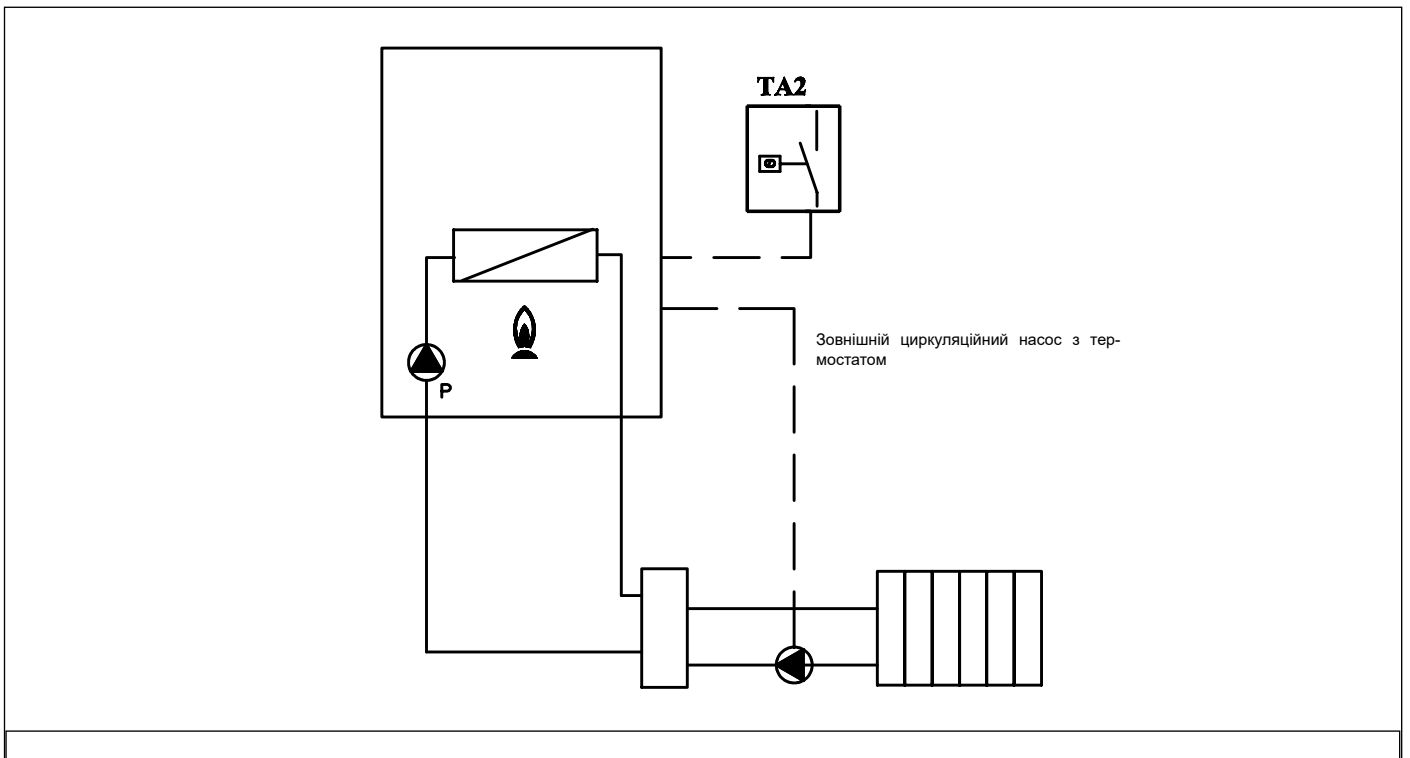 TA2
Зовнішній циркуляційний насос з тер-
мостатом
P